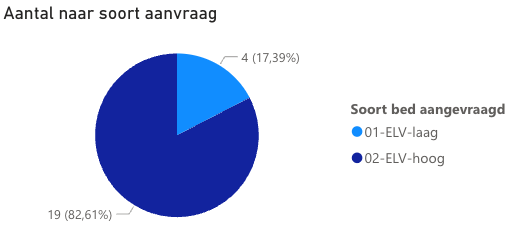 Aantal naar soort aanvraag
4 (17,39%)
19 (82,61%)
Soort bed aangevraagd
01-ELV-laag
02-ELV-hoog